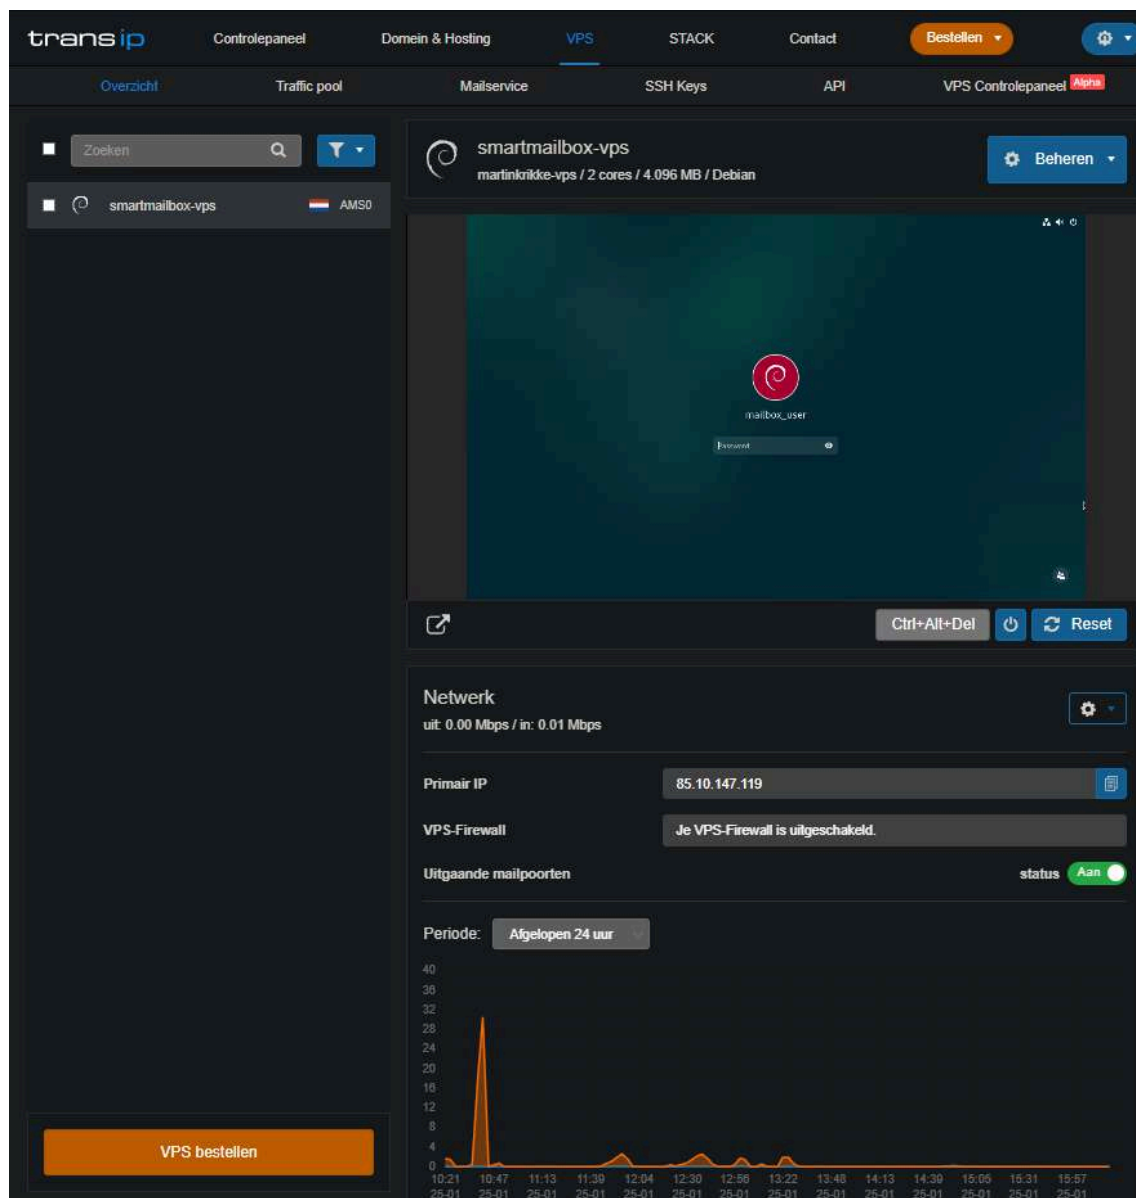 transip
Controlepaneel
Domein & Hosting
VPS
STACK
Contact
Bestellen
Overzicht
Traffic pool
Mailservice
SSH Keys
API
VPS Controlepaneel Alpha
Zoeken
smartmailbox-vps AMS0
smartmailbox-vps
martinkrikke-vps / 2 cores / 4.096 MB / Debian
Beheren
mailbox_user
Password
Ctrl+Alt+Del
Reset
Netwerk
uit: 0.00 Mbps / in: 0.01 Mbps
Primair IP 85.10.147.119
VPS-Firewall Je VPS-Firewall is uitgeschakeld.
Uitgaande mailpoorten status Aan
Periode: Afgelopen 24 uur
40
36
32
28
24
20
16
12
8
4
0
10:21 10:47 11:13 11:39 12:04 12:30 12:56 13:22 13:48 14:13 14:39 15:05 15:31 15:57
25-01 25-01 25-01 25-01 25-01 25-01 25-01 25-01 25-01 25-01 25-01 25-01 25-01 25-01
VPS bestellen